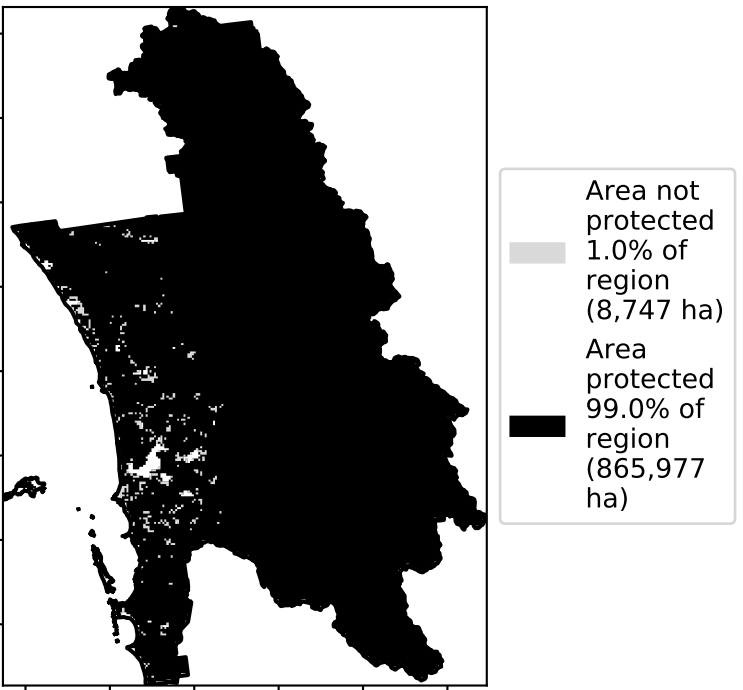 Area not
protected
1.0% of
region
(8,747 ha)
Area
protected
99.0% of
region
(865,977
ha)